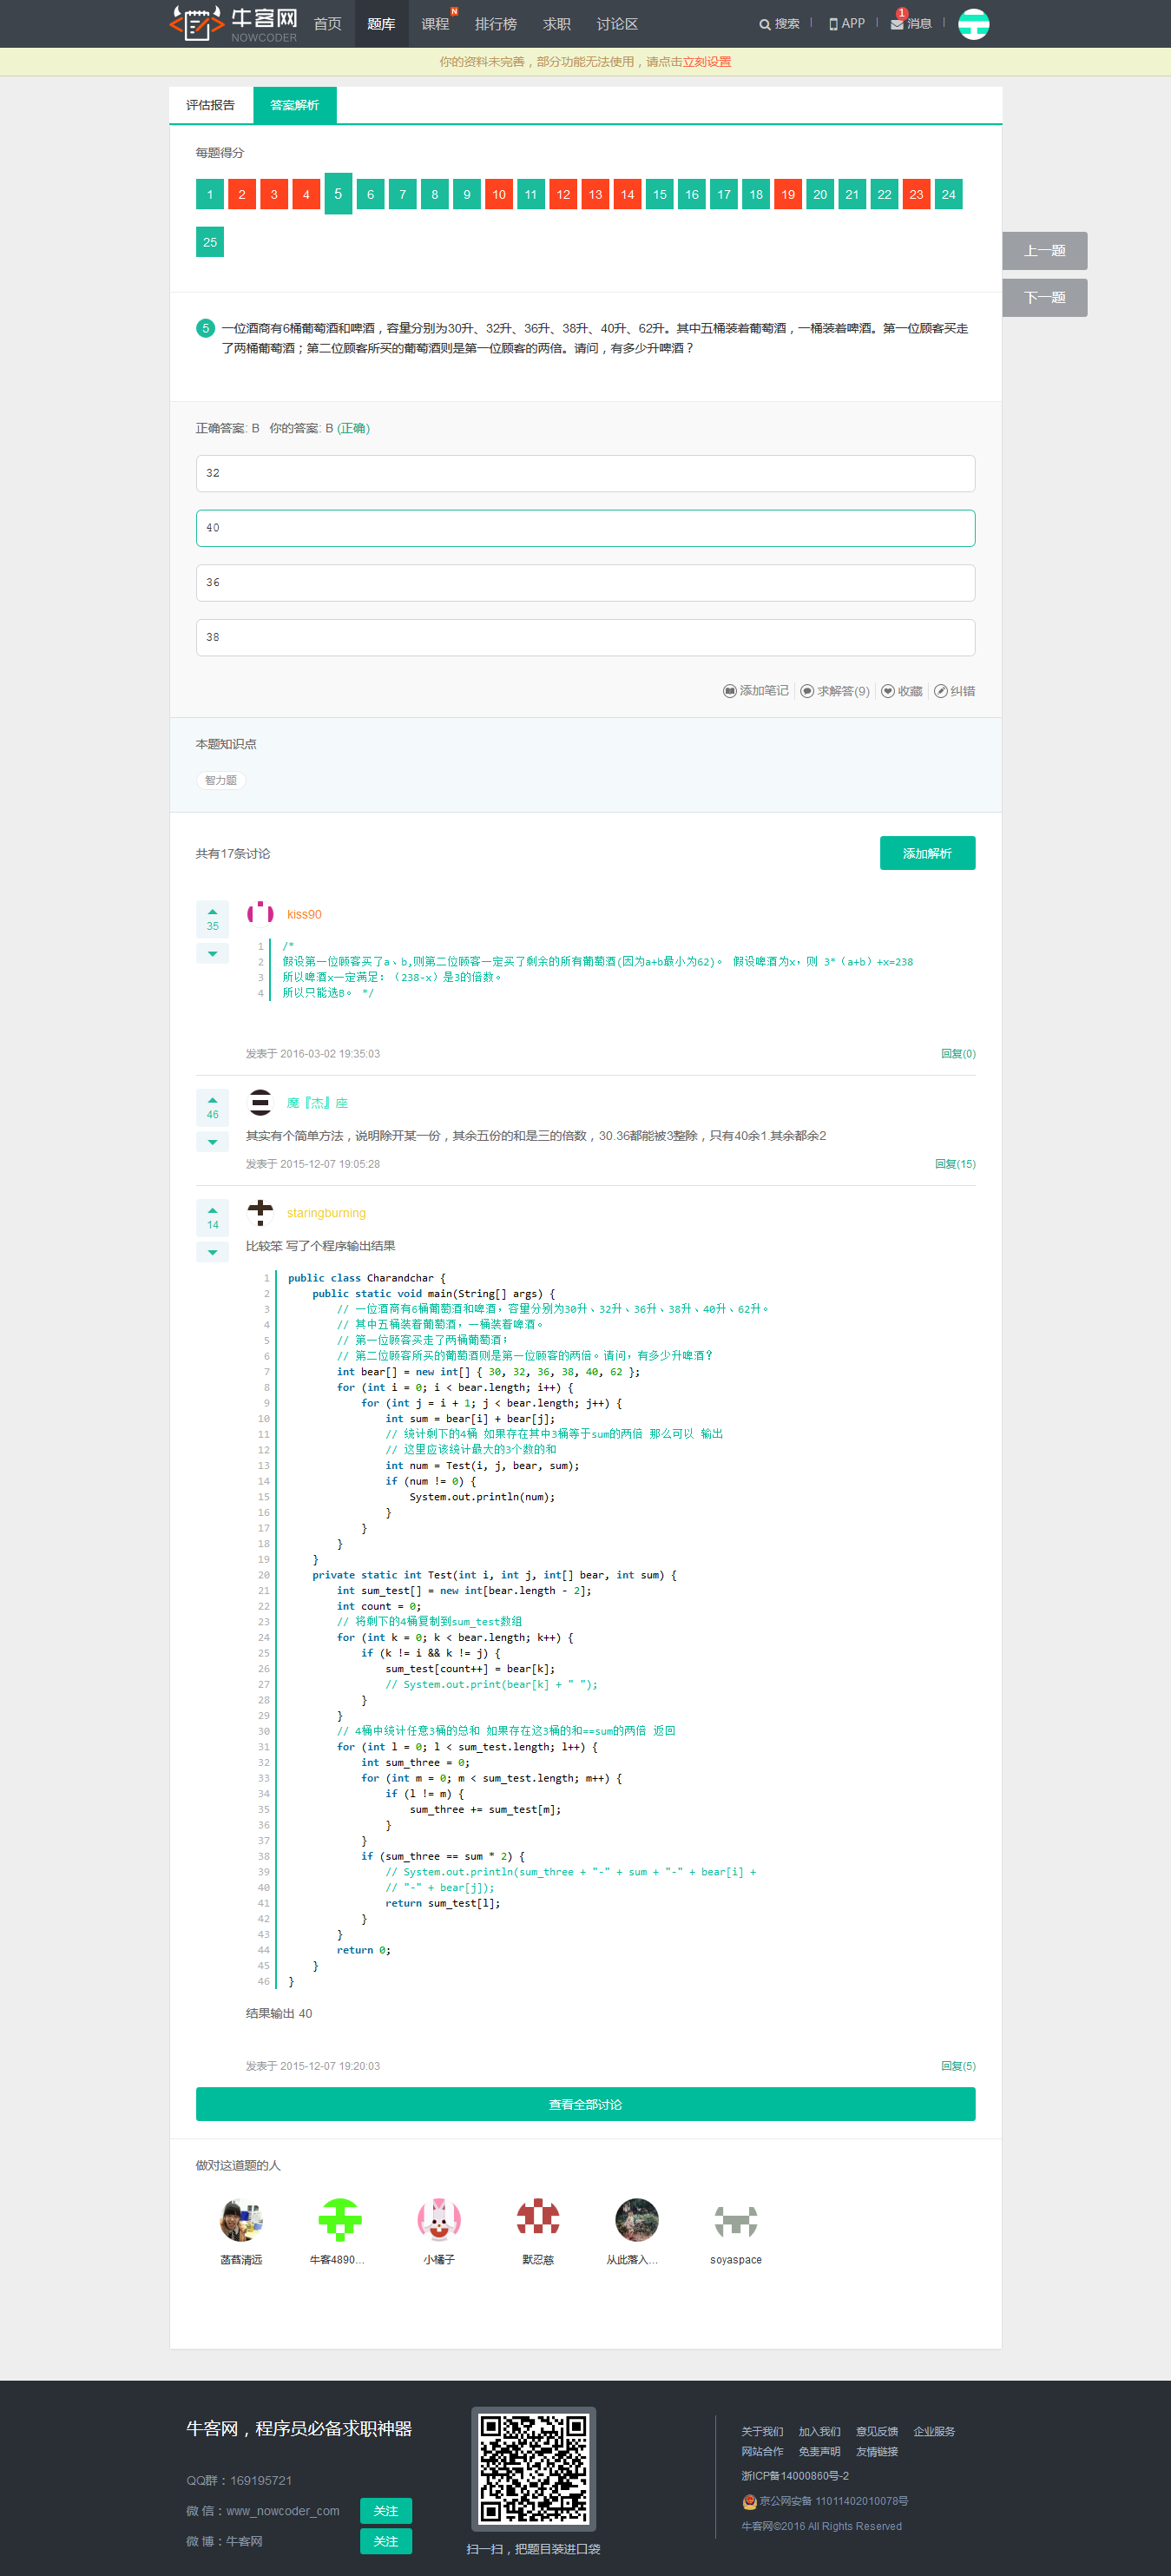 牛客网
NOWCODER
首页 题库 课程 N 排行榜 求职 讨论区 搜索 APP 1 消息
你的资料未完善，部分功能无法使用，请点击立刻设置
评估报告 答案解析
每题得分
1 2 3 4 5 6 7 8 9 10 11 12 13 14 15 16 17 18 19 20 21 22 23 24
25
上一题
下一题
5 一位酒商有6桶葡萄酒和啤酒，容量分别为30升、32升、36升、38升、40升、62升。其中五桶装着葡萄酒，一桶装着啤酒。第一位顾客买走
了两桶葡萄酒；第二位顾客所买的葡萄酒则是第一位顾客的两倍。请问，有多少升啤酒？
正确答案: B 你的答案: B (正确)
32
40
36
38
添加笔记 求解答(9) 收藏 纠错
本题知识点
智力题
共有17条讨论 添加解析
35
kiss90
1 /*
2 假设第一位顾客买了a、b,则第二位顾客一定买了剩余的所有葡萄酒(因为a+b最小为62)。 假设啤酒为x，则 3*（a+b）+x=238
3 所以啤酒x一定满足：（238-x）是3的倍数。
4 所以只能选B。 */
发表于 2016-03-02 19:35:03 回复(0)
46
魔『杰』座
其实有个简单方法，说明除开某一份，其余五份的和是三的倍数，30.36都能被3整除，只有40余1.其余都余2
发表于 2015-12-07 19:05:28 回复(15)
14
staringburning
比较笨 写了个程序输出结果
1 public class Charandchar {
2 public static void main(String[] args) {
3 // 一位酒商有6桶葡萄酒和啤酒，容量分别为30升、32升、36升、38升、40升、62升。
4 // 其中五桶装着葡萄酒，一桶装着啤酒。
5 // 第一位顾客买走了两桶葡萄酒；
6 // 第二位顾客所买的葡萄酒则是第一位顾客的两倍。请问，有多少升啤酒？
7 int bear[] = new int[] { 30, 32, 36, 38, 40, 62 };
8 for (int i = 0; i < bear.length; i++) {
9 for (int j = i + 1; j < bear.length; j++) {
10 int sum = bear[i] + bear[j];
11 // 统计剩下的4桶 如果存在其中3桶等于sum的两倍 那么可以 输出
12 // 这里应该统计最大的3个数的和
13 int num = Test(i, j, bear, sum);
14 if (num != 0) {
15 System.out.println(num);
16 }
17 }
18 }
19 }
20 private static int Test(int i, int j, int[] bear, int sum) {
21 int sum_test[] = new int[bear.length - 2];
22 int count = 0;
23 // 将剩下的4桶复制到sum_test数组
24 for (int k = 0; k < bear.length; k++) {
25 if (k != i && k != j) {
26 sum_test[count++] = bear[k];
27 // System.out.print(bear[k] + " ");
28 }
29 }
30 // 4桶中统计任意3桶的总和 如果存在这3桶的和==sum的两倍 返回
31 for (int l = 0; l < sum_test.length; l++) {
32 int sum_three = 0;
33 for (int m = 0; m < sum_test.length; m++) {
34 if (l != m) {
35 sum_three += sum_test[m];
36 }
37 }
38 if (sum_three == sum * 2) {
39 // System.out.println(sum_three + "-" + sum + "-" + bear[i] +
40 // "-" + bear[j]);
41 return sum_test[l];
42 }
43 }
44 return 0;
45 }
46 }
结果输出 40
发表于 2015-12-07 19:20:03 回复(5)
查看全部讨论
做对这道题的人
菡萏清远 牛客4890... 小橘子 默忍慈 从此落入... soyaspace
牛客网，程序员必备求职神器
QQ群：169195721
微 信：www_nowcoder_com 关注
微 博：牛客网 关注
扫一扫，把题目装进口袋
关于我们 加入我们 意见反馈 企业服务
网站合作 免责声明 友情链接
浙ICP备14000860号-2
京公网安备 11011402010078号
牛客网©2016 All Rights Reserved